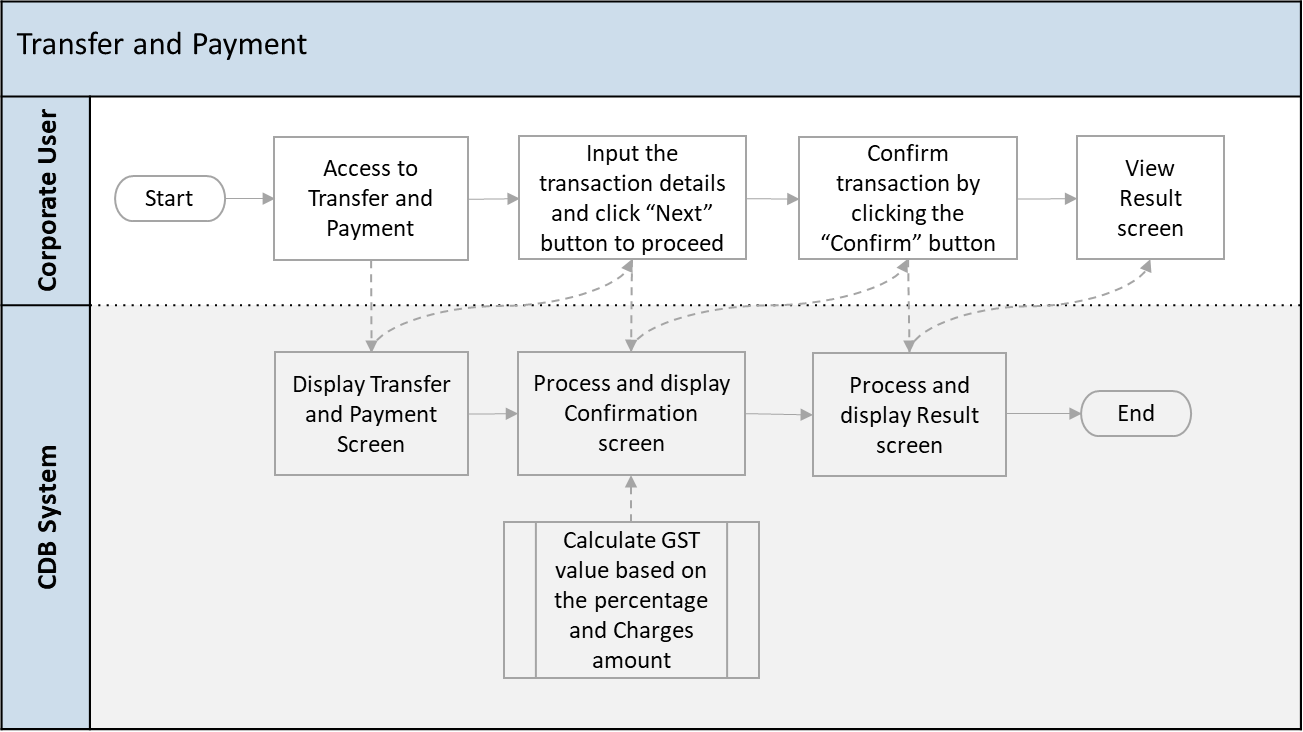 Transfer and Payment
Corporate User
Start
Access to
Transfer and
Payment
Input the
transaction details
and click “Next”
button to proceed
Confirm
transaction by
clicking the
“Confirm” button
View
Result
screen
CDB System
Display Transfer
and Payment
Screen
Process and display
Confirmation
screen
Process and
display Result
screen
End
Calculate GST
value based on
the percentage
and Charges
amount